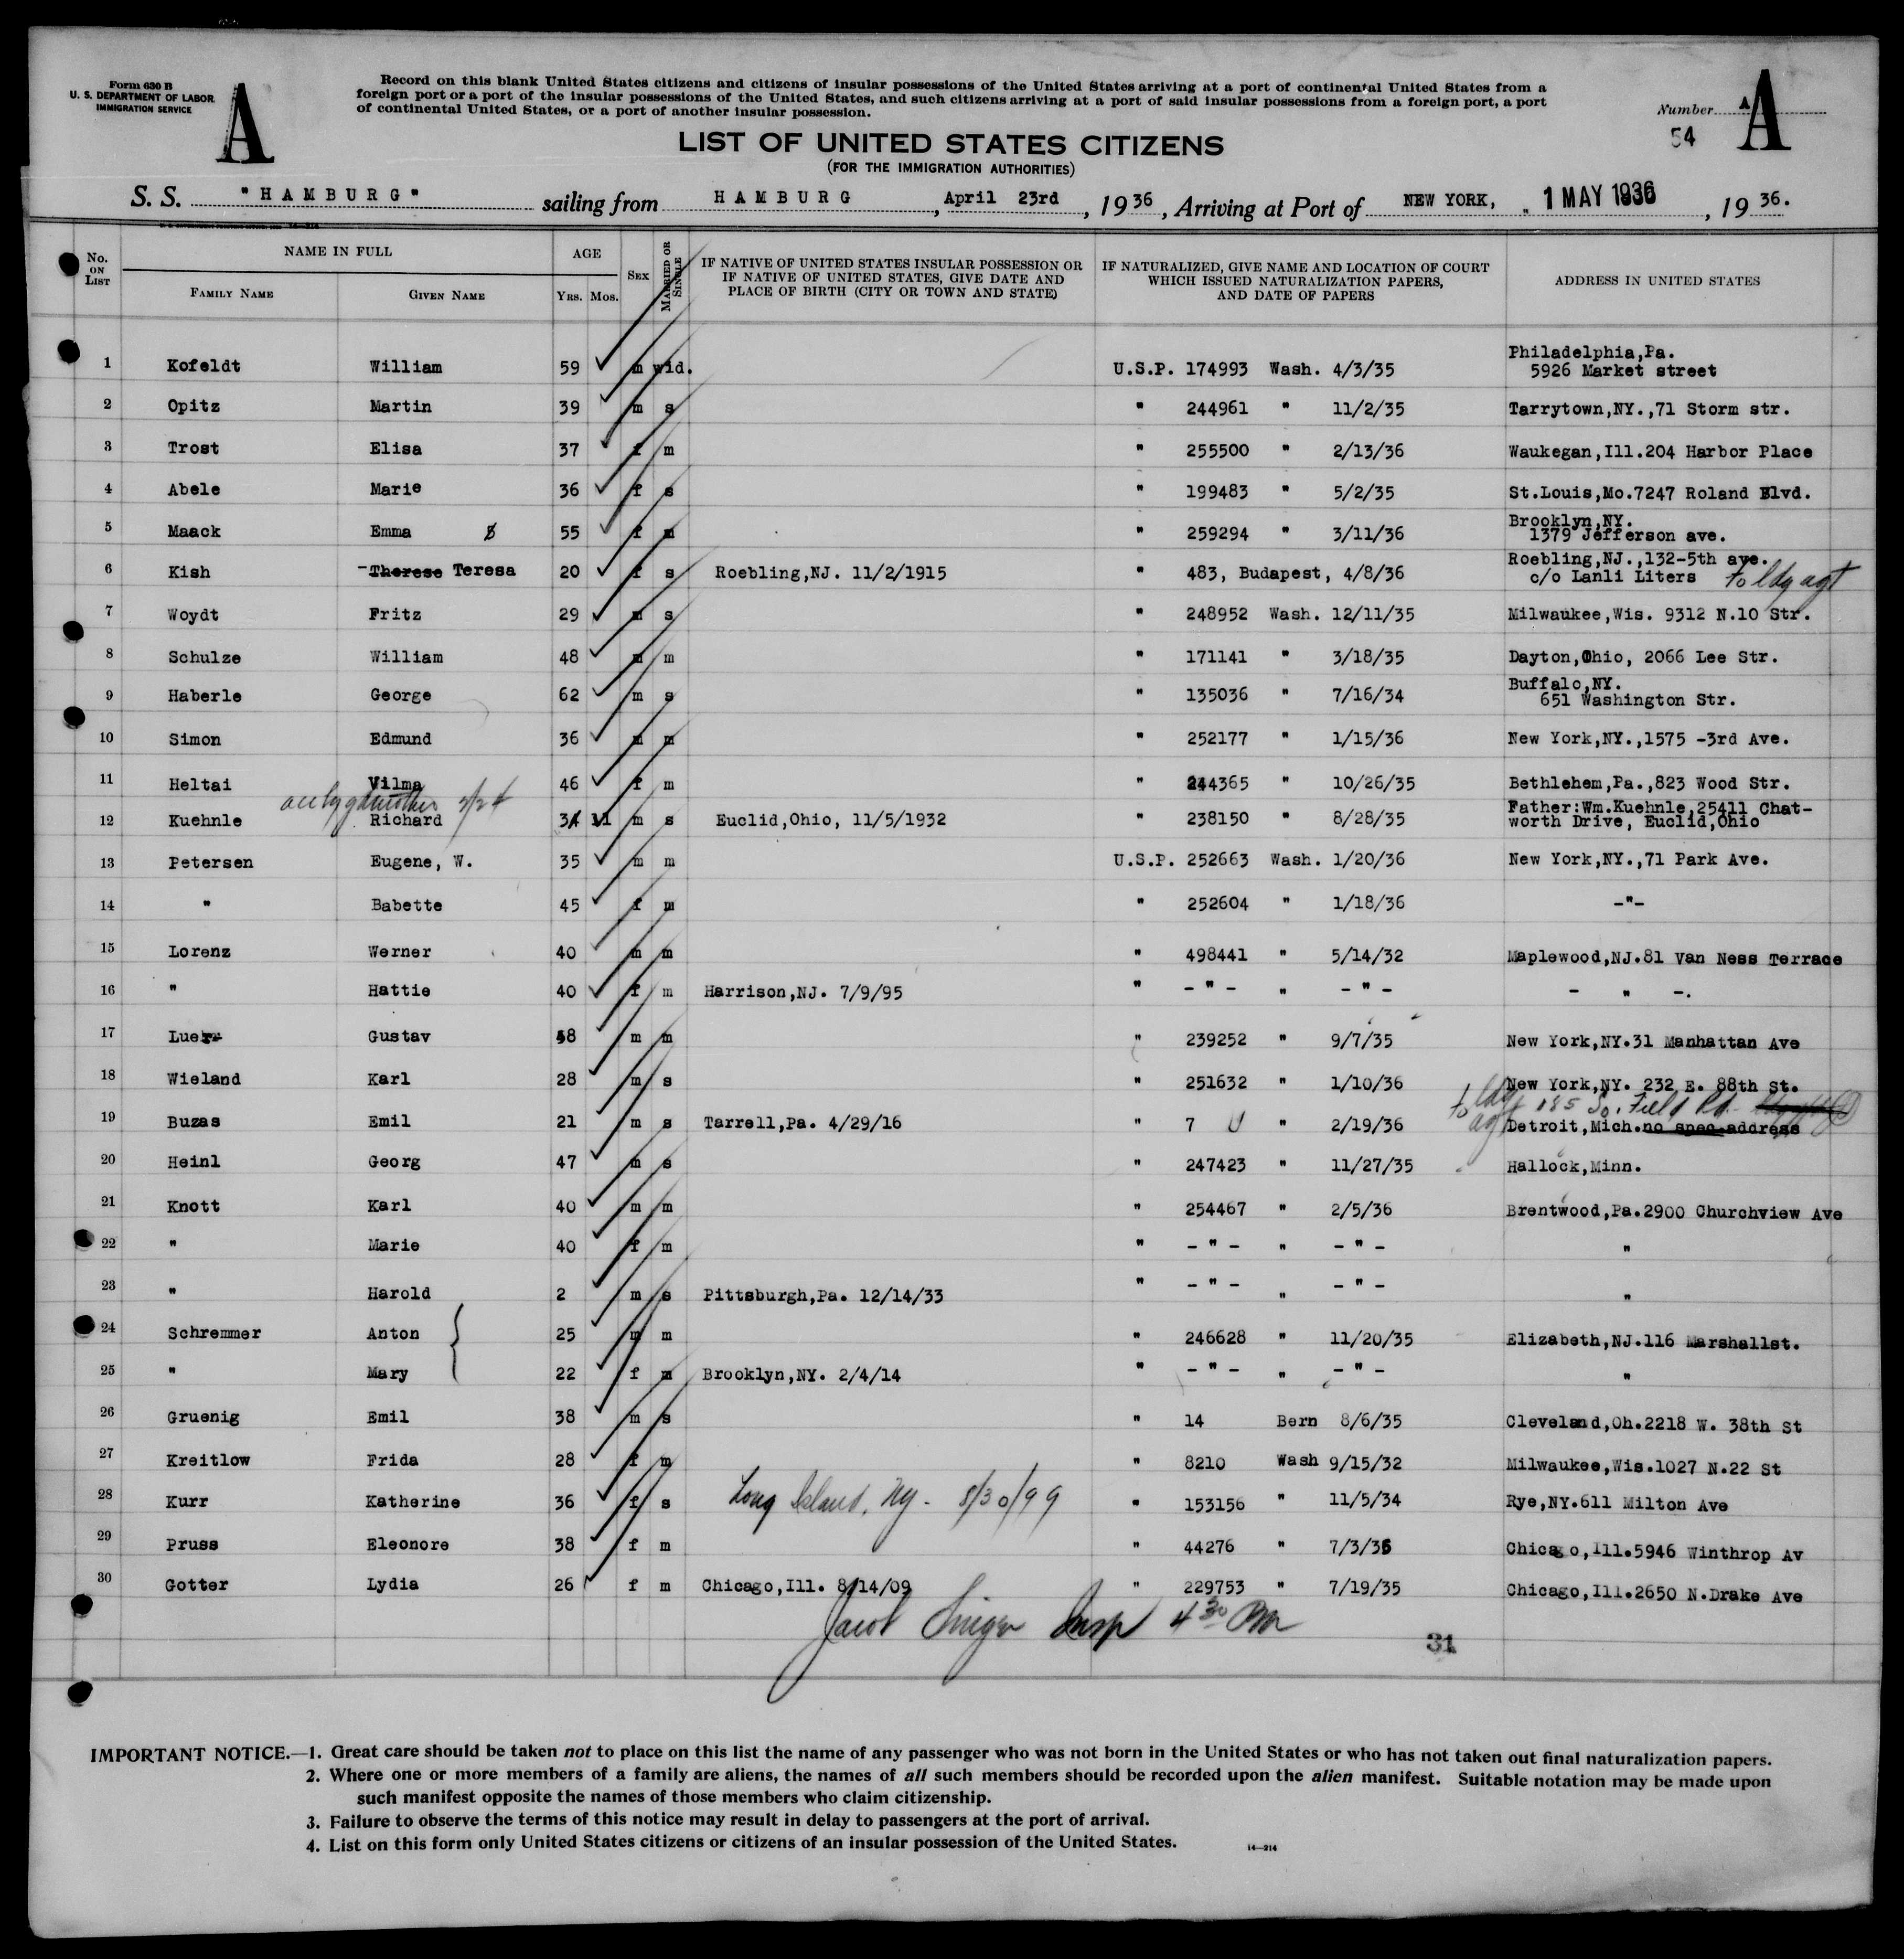 Form 630 B
U. S. DEPARTMENT OF LABOR
IMMIGRATION SERVICE
A
Record on this blank United States citizens and citizens of insular possessions of the United States arriving at a port of continental United States from a
foreign port or a port of the insular possessions of the United States, and such citizens arriving at a port of said insular possessions from a foreign port, a port
of continental United States, or a port of another insular possession.
Number A
54
A
LIST OF UNITED STATES CITIZENS
(FOR THE IMMIGRATION AUTHORITIES)
S. S. "HAMBURG" sailing from HAMBURG, April 23rd, 1936, Arriving at Port of NEW YORK, 1 MAY 1936, 1936.
No. ON LIST
NAME IN FULL
FAMILY NAME GIVEN NAME
AGE
YRS. MOS.
SEX
MARRIED OR SINGLE
IF NATIVE OF UNITED STATES INSULAR POSSESSION OR
IF NATIVE OF UNITED STATES, GIVE DATE AND
PLACE OF BIRTH (CITY OR TOWN AND STATE)
IF NATURALIZED, GIVE NAME AND LOCATION OF COURT
WHICH ISSUED NATURALIZATION PAPERS,
AND DATE OF PAPERS
ADDRESS IN UNITED STATES
1 Kofeldt William 59 m wid. U.S.P. 174993 Wash. 4/3/35 Philadelphia,Pa.
5926 Market street
2 Opitz Martin 39 m s " 244961 " 11/2/35 Tarrytown,NY.,71 Storm str.
3 Trost Elisa 37 f m " 255500 " 2/13/36 Waukegan,Ill.204 Harbor Place
4 Abele Marie 36 f s " 199483 " 5/2/35 St.Louis,Mo.7247 Roland Blvd.
5 Maack Emma 55 f m " 259294 " 3/11/36 Brooklyn,NY.
1379 Jefferson ave.
6 Kish Therese Teresa 20 f s Roebling,NJ. 11/2/1915 " 483, Budapest, 4/8/36 Roebling,NJ.,132-5th ave.
c/o Lanli Liters to ldg agt
7 Woydt Fritz 29 m s " 248952 Wash. 12/11/35 Milwaukee,Wis. 9312 N.10 Str.
8 Schulze William 48 m m " 171141 " 3/18/35 Dayton,Ohio, 2066 Lee Str.
9 Haberle George 62 m s " 135036 " 7/16/34 Buffalo,NY.
651 Washington Str.
10 Simon Edmund 36 m m " 252177 " 1/15/36 New York,NY.,1575 -3rd Ave.
11 Heltai Vilma 46 f m " 244365 " 10/26/35 Bethlehem,Pa.,823 Wood Str.
12 Kuehnle Richard 3 11 m s Euclid,Ohio, 11/5/1932 " 238150 " 8/28/35 Father:Wm.Kuehnle,25411 Chat-
worth Drive, Euclid,Ohio
13 Petersen Eugene, W. 35 m m U.S.P. 252663 Wash. 1/20/36 New York,NY.,71 Park Ave.
14 " Babette 45 f m " 252604 " 1/18/36 -"-
15 Lorenz Werner 40 m m " 498441 " 5/14/32 Maplewood,NJ.81 Van Ness Terrace
16 " Hattie 40 f m Harrison,NJ. 7/9/95 " - " - " - " - - " -.
17 Gustav 58 m m " 239252 " 9/7/35 New York,NY.31 Manhattan Ave
18 Wieland Karl 28 m s " 251632 " 1/10/36 New York,NY. 232 E. 88th St.
to ldg agt 185 So. Field Rd.
19 Buzas Emil 21 m s Tarrell,Pa. 4/29/16 " 7 " 2/19/36 Detroit,Mich.no spec.address
20 Heinl Georg 47 m s " 247423 " 11/27/35 Hallock,Minn.
21 Knott Karl 40 m m " 254467 " 2/5/36 Brentwood,Pa.2900 Churchview Ave
22 " Marie 40 f m " - " - " - " - "
23 " Harold 2 m s Pittsburgh,Pa. 12/14/33 " - " - " - " - "
24 Schremmer Anton 25 m m " 246628 " 11/20/35 Elizabeth,NJ.116 Marshallst.
25 " Mary 22 f m Brooklyn,NY. 2/4/14 " - " - " - " - "
26 Gruenig Emil 38 m s " 14 Bern 8/6/35 Cleveland,Oh.2218 W. 38th St
27 Kreitlow Frida 28 f m " 8210 Wash 9/15/32 Milwaukee,Wis.1027 N.22 St
28 Kurr Katherine 36 f s Long Island, Ny. 8/30/99 " 153156 " 11/5/34 Rye,NY.611 Milton Ave
29 Pruss Eleonore 38 f m " 44276 " 7/3/35 Chicago,Ill.5946 Winthrop Av
30 Gotter Lydia 26 f m Chicago,Ill. 8/14/09 " 229753 " 7/19/35 Chicago,Ill.2650 N.Drake Ave
Jacob Singer Insp 4 30 PM
31
IMPORTANT NOTICE.—1. Great care should be taken not to place on this list the name of any passenger who was not born in the United States or who has not taken out final naturalization papers.
2. Where one or more members of a family are aliens, the names of all such members should be recorded upon the alien manifest. Suitable notation may be made upon
such manifest opposite the names of those members who claim citizenship.
3. Failure to observe the terms of this notice may result in delay to passengers at the port of arrival.
4. List on this form only United States citizens or citizens of an insular possession of the United States.
14—214